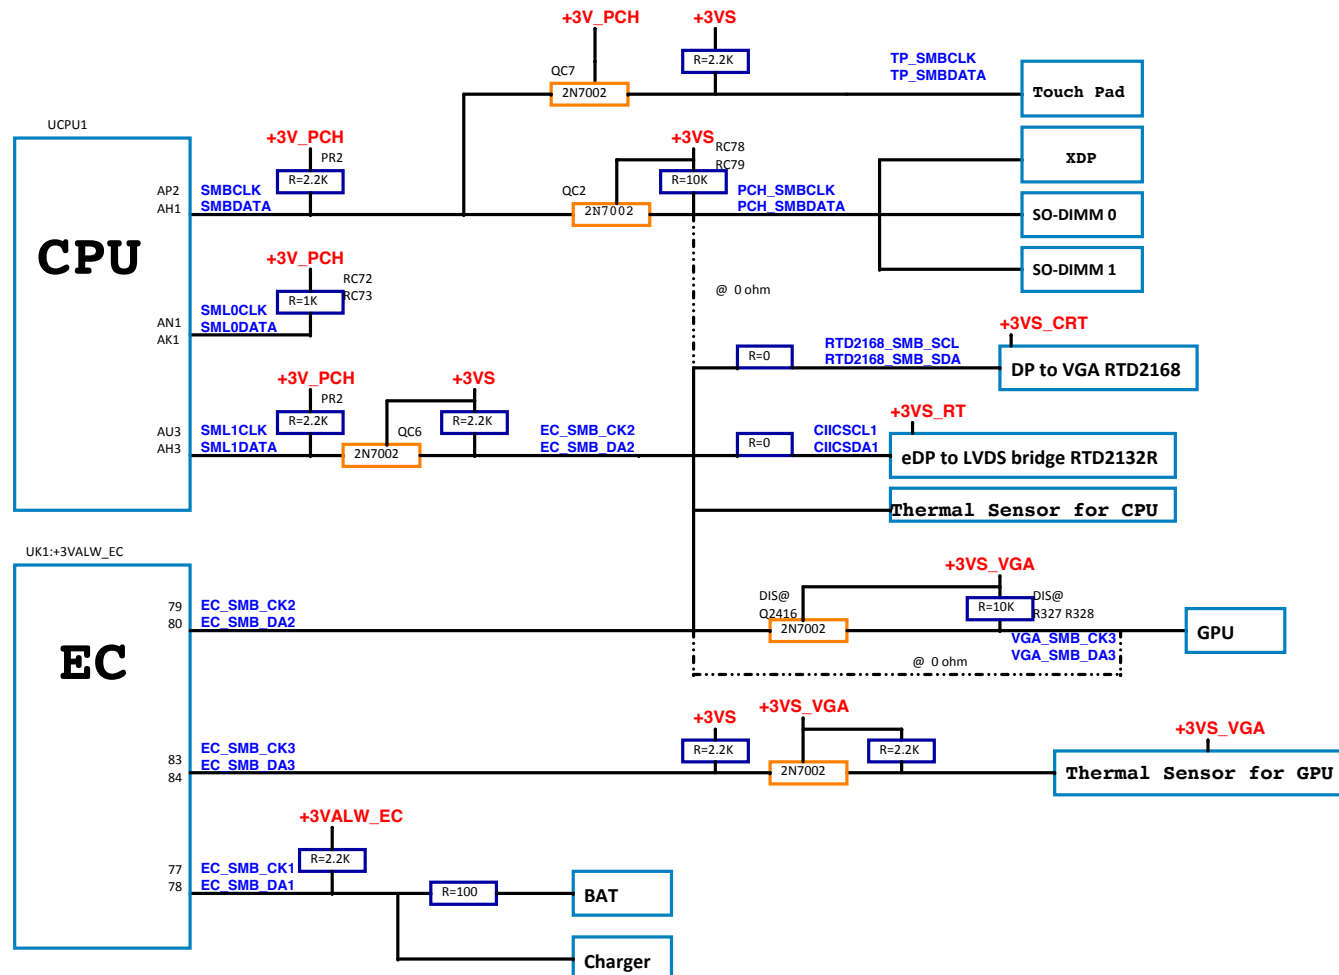 +3V_PCH
+3VS
R=2.2K
TP_SMBCLK
TP_SMBDATA
QC7
2N7002
Touch Pad
UCPU1
+3V_PCH
PR2
R=2.2K
+3VS
RC78
RC79
R=10K
XDP
AP2
SMBCLK
AH1
SMBDATA
QC2
2N7002
PCH_SMBCLK
PCH_SMBDATA
SO-DIMM 0
CPU
+3V_PCH
RC72
RC73
R=1K
SO-DIMM 1
@ 0 ohm
AN1
SML0CLK
AK1
SML0DATA
+3VS_CRT
R=0
RTD2168_SMB_SCL
RTD2168_SMB_SDA
DP to VGA RTD2168
+3V_PCH
PR2
R=2.2K
+3VS
R=2.2K
+3VS_RT
AU3
SML1CLK
AH3
SML1DATA
QC6
2N7002
EC_SMB_CK2
EC_SMB_DA2
R=0
CIICSCL1
CIICSDA1
eDP to LVDS bridge RTD2132R
Thermal Sensor for CPU
UK1:+3VALW_EC
+3VS_VGA
79
EC_SMB_CK2
80
EC_SMB_DA2
DIS@
Q2416
2N7002
R=10K
DIS@
R327 R328
VGA_SMB_CK3
VGA_SMB_DA3
GPU
EC
@ 0 ohm
+3VS
+3VS_VGA
+3VS_VGA
83
EC_SMB_CK3
84
EC_SMB_DA3
R=2.2K
2N7002
R=2.2K
Thermal Sensor for GPU
+3VALW_EC
R=2.2K
77
EC_SMB_CK1
78
EC_SMB_DA1
R=100
BAT
Charger